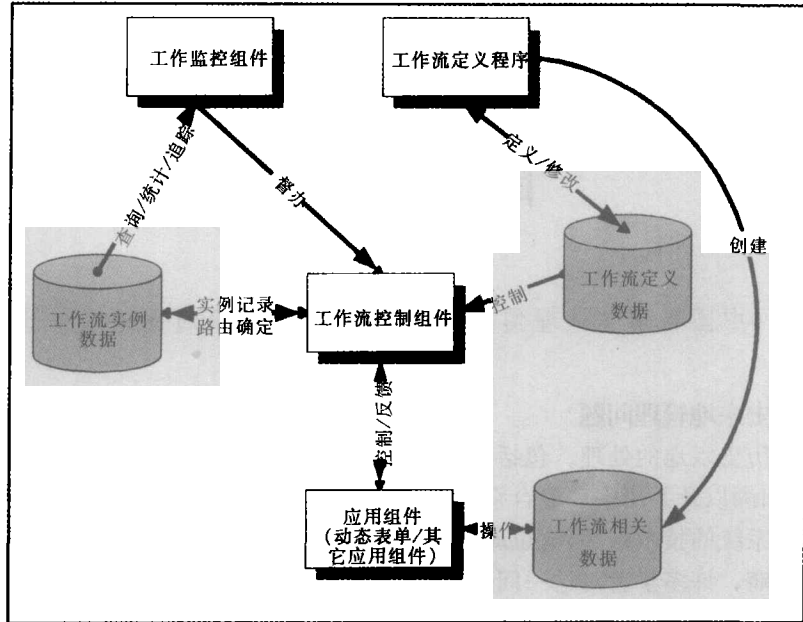 工作监控组件
工作流定义程序
查询/统计/追踪
督办
定义/修改
创建
工作流实例
数据
实例记录
路由确定
工作流控制组件
控制
工作流定义
数据
控制/反馈
应用组件
(动态表单/其
它应用组件)
操作
工作流相关
数据